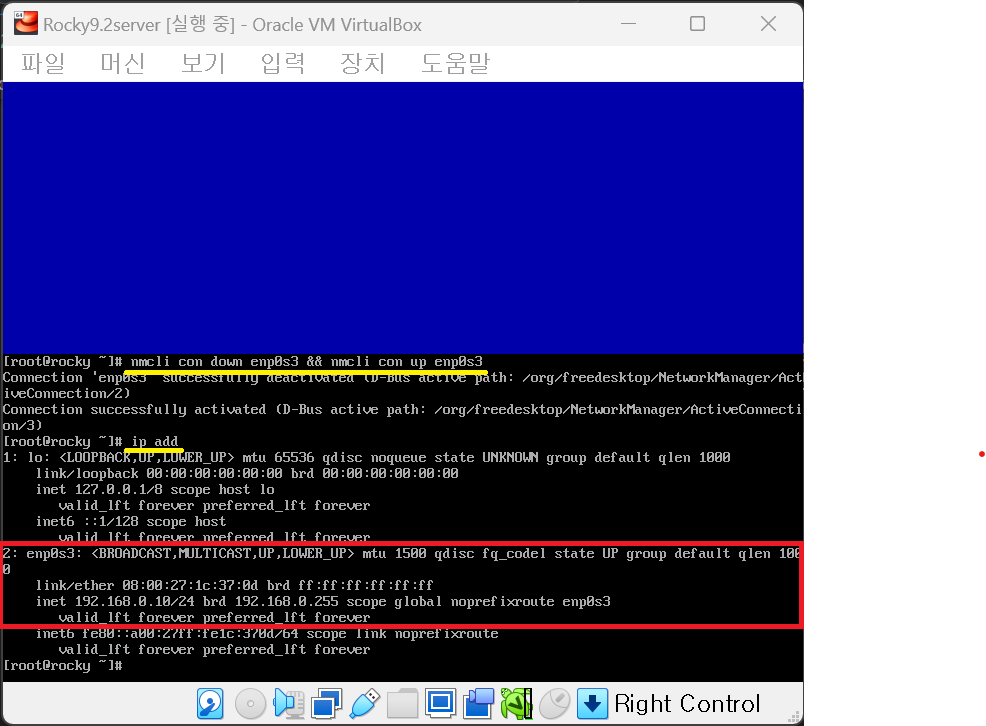 Rocky9.2server [실행 중] - Oracle VM VirtualBox
파일 머신 보기 입력 장치 도움말
[root@rocky ~]# nmcli con down enp0s3 && nmcli con up enp0s3
Connection 'enp0s3' successfully deactivated (D-Bus active path: /org/freedesktop/NetworkManager/Act
iveConnection/2)
Connection successfully activated (D-Bus active path: /org/freedesktop/NetworkManager/ActiveConnecti
on/3)
[root@rocky ~]# ip add
1: lo: <LOOPBACK,UP,LOWER_UP> mtu 65536 qdisc noqueue state UNKNOWN group default qlen 1000
link/loopback 00:00:00:00:00:00 brd 00:00:00:00:00:00
inet 127.0.0.1/8 scope host lo
valid_lft forever preferred_lft forever
inet6 ::1/128 scope host
valid_lft forever preferred_lft forever
2: enp0s3: <BROADCAST,MULTICAST,UP,LOWER_UP> mtu 1500 qdisc fq_codel state UP group default qlen 100
0
link/ether 08:00:27:1c:37:0d brd ff:ff:ff:ff:ff:ff
inet 192.168.0.10/24 brd 192.168.0.255 scope global noprefixroute enp0s3
valid_lft forever preferred_lft forever
inet6 fe80::a00:27ff:fe1c:370d/64 scope link noprefixroute
valid_lft forever preferred_lft forever
[root@rocky ~]#
Right Control